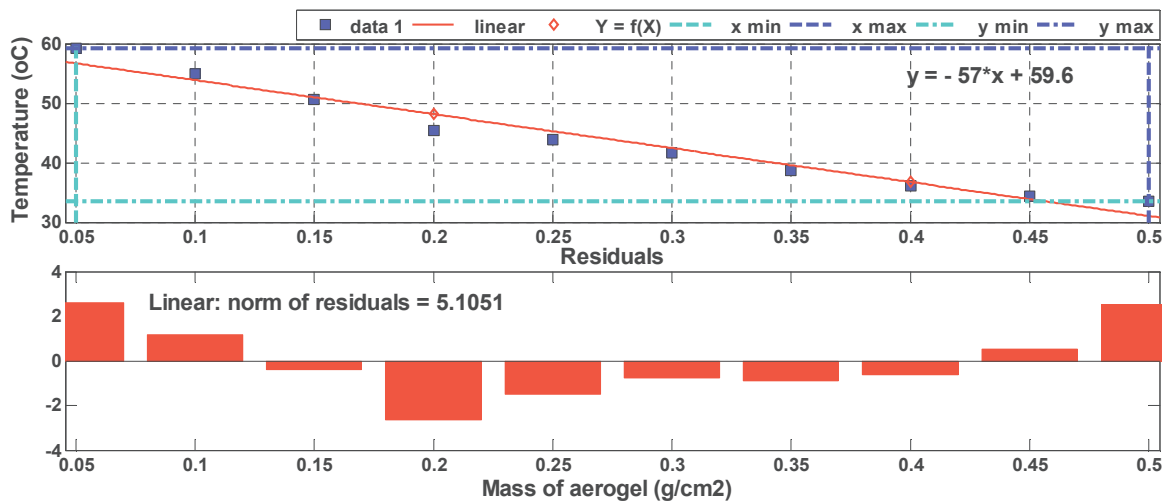 data 1 linear Y = f(X) x min x max y min y max
Temperature (oC)
60
50
40
30
y = - 57*x + 59.6
0.05 0.1 0.15 0.2 0.25 0.3 0.35 0.4 0.45 0.5
Residuals
4
2
0
-2
-4
Linear: norm of residuals = 5.1051
0.05 0.1 0.15 0.2 0.25 0.3 0.35 0.4 0.45 0.5
Mass of aerogel (g/cm2)